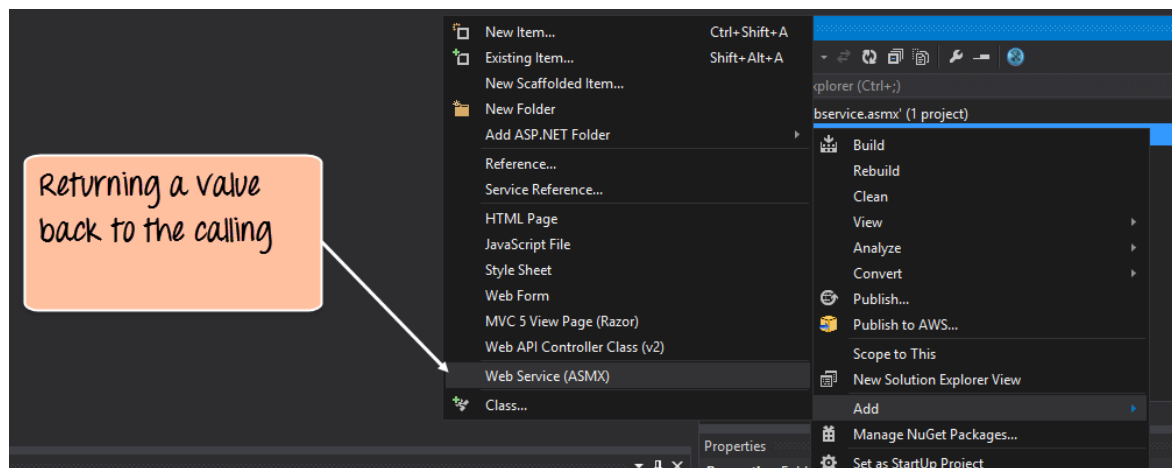 New Item... Ctrl+Shift+A
Existing Item... Shift+Alt+A
New Scaffolded Item...
New Folder
Add ASP.NET Folder
Reference...
Service Reference...
HTML Page
JavaScript File
Style Sheet
Web Form
MVC 5 View Page (Razor)
Web API Controller Class (v2)
Web Service (ASMX)
Class...
Returning a value
back to the calling
xplorer (Ctrl+;)
bservice.asmx' (1 project)
Build
Rebuild
Clean
View
Analyze
Convert
Publish...
Publish to AWS...
Scope to This
New Solution Explorer View
Add
Manage NuGet Packages...
Set as StartUp Project
Properties